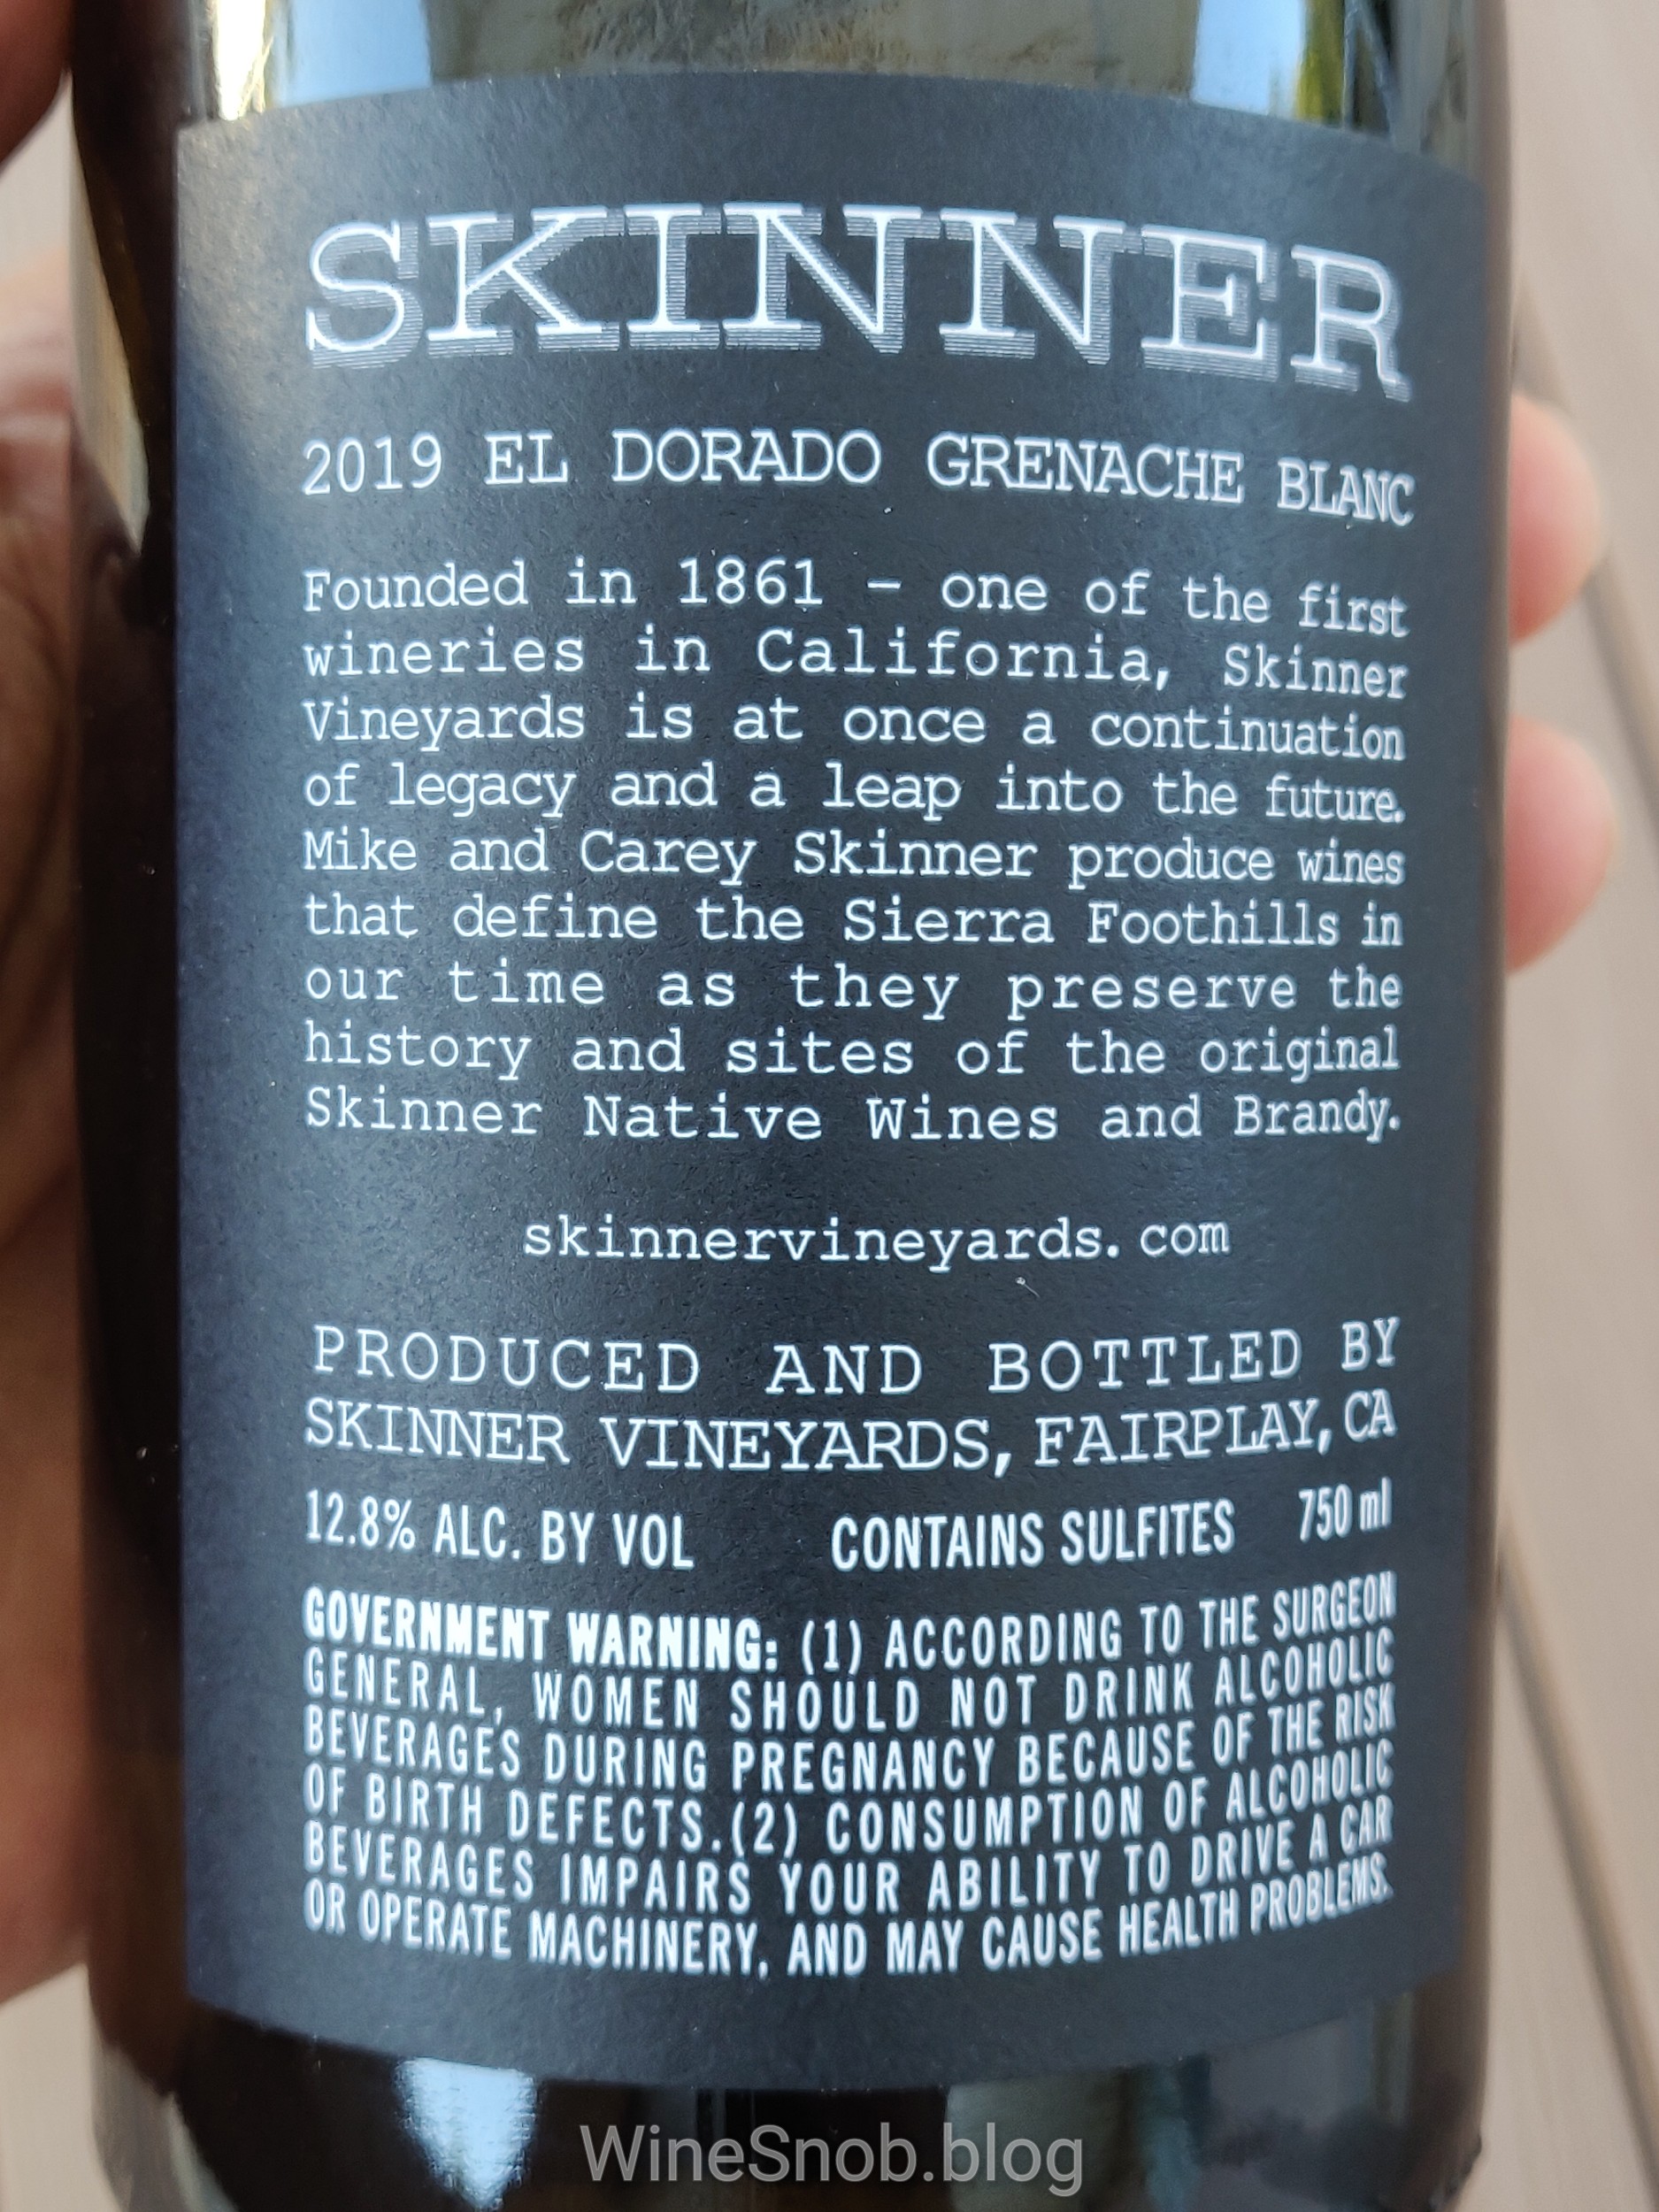 SKINNER
2019 EL DORADO GRENACHE BLANC
Founded in 1861 – one of the first
wineries in California, Skinner
Vineyards is at once a continuation
of legacy and a leap into the future.
Mike and Carey Skinner produce wines
that define the Sierra Foothills in
our time as they preserve the
history and sites of the original
Skinner Native Wines and Brandy.
skinnervineyards.com
PRODUCED AND BOTTLED BY
SKINNER VINEYARDS, FAIRPLAY, CA
12.8% ALC. BY VOL CONTAINS SULFITES 750 ml
GOVERNMENT WARNING: (1) ACCORDING TO THE SURGEON
GENERAL, WOMEN SHOULD NOT DRINK ALCOHOLIC
BEVERAGES DURING PREGNANCY BECAUSE OF THE RISK
OF BIRTH DEFECTS.(2) CONSUMPTION OF ALCOHOLIC
BEVERAGES IMPAIRS YOUR ABILITY TO DRIVE A CAR
OR OPERATE MACHINERY, AND MAY CAUSE HEALTH PROBLEMS.
WineSnob.blog